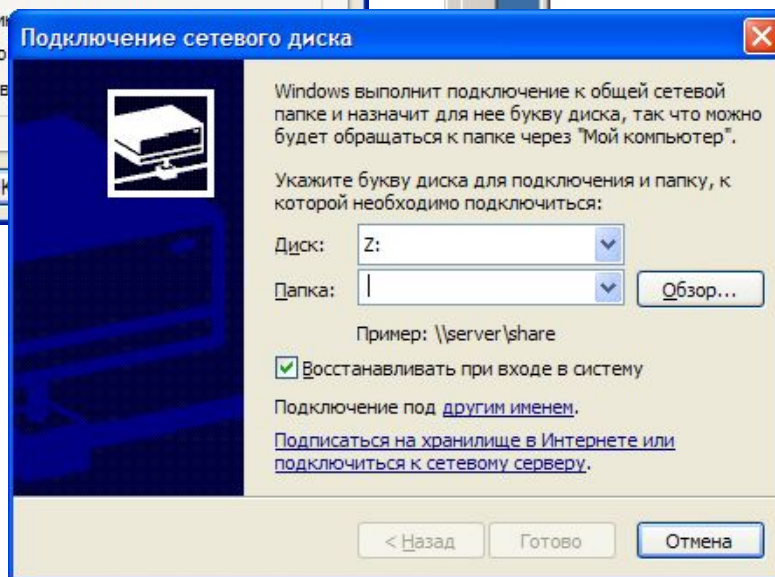 Подключение сетевого диска
Windows выполнит подключение к общей сетевой
папке и назначит для нее букву диска, так что можно
будет обращаться к папке через "Мой компьютер".
Укажите букву диска для подключения и папку, к
которой необходимо подключиться:
Диск: Z:
Папка: Обзор...
Пример: \\server\share
Восстанавливать при входе в систему
Подключение под другим именем.
Подписаться на хранилище в Интернете или
подключиться к сетевому серверу.
< Назад Готово Отмена